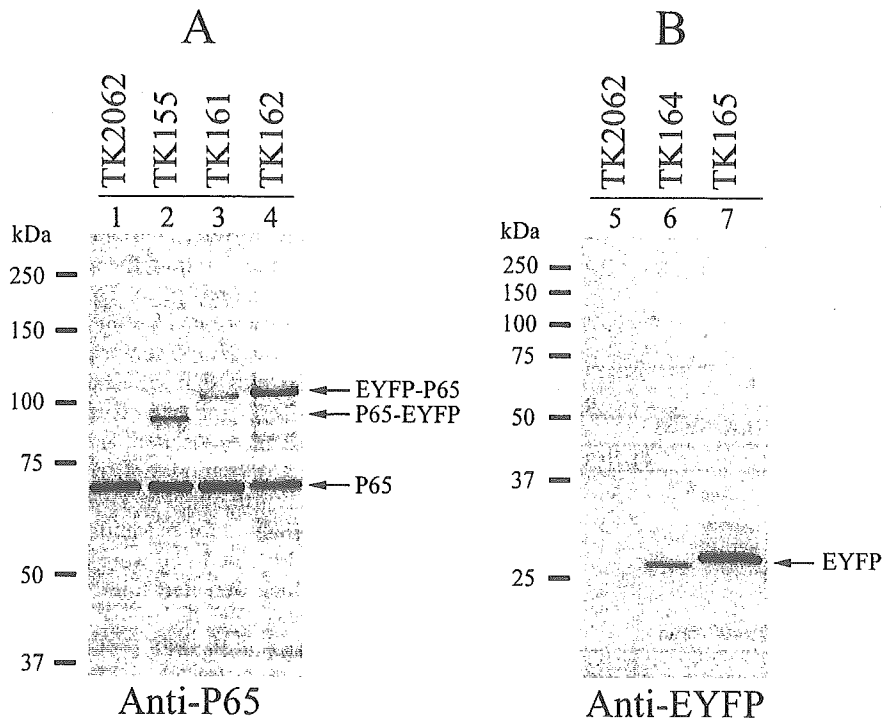 A
TK2062
TK155
TK161
TK162
1 2 3 4
kDa
250
150
100
75
50
37
EYFP-P65
P65-EYFP
P65
Anti-P65
B
TK2062
TK164
TK165
5 6 7
kDa
250
150
100
75
50
37
25
EYFP
Anti-EYFP